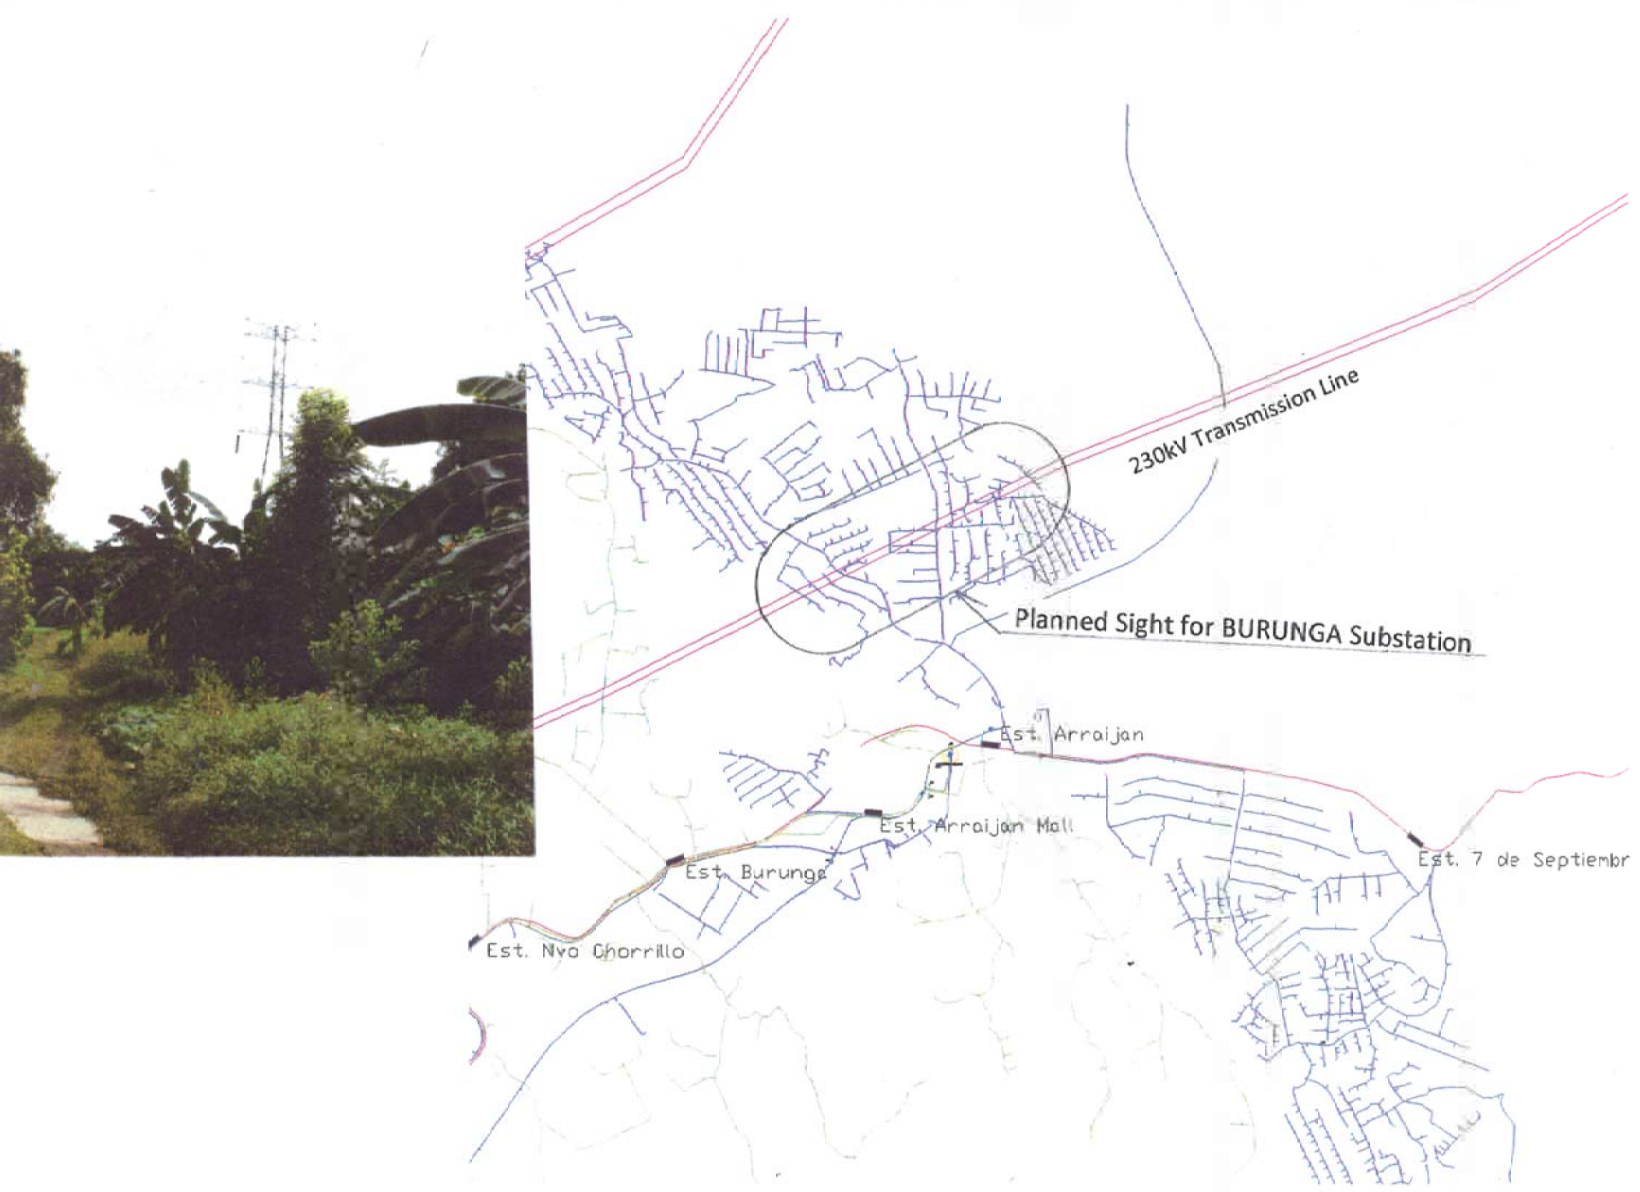 230kV Transmission Line
Planned Sight for BURUNGA Substation
Est. Arraijan
Est. Arraijan Mall
Est. 7 de Septiembr
Est. Burunga
Est. Nvo Chorrillo